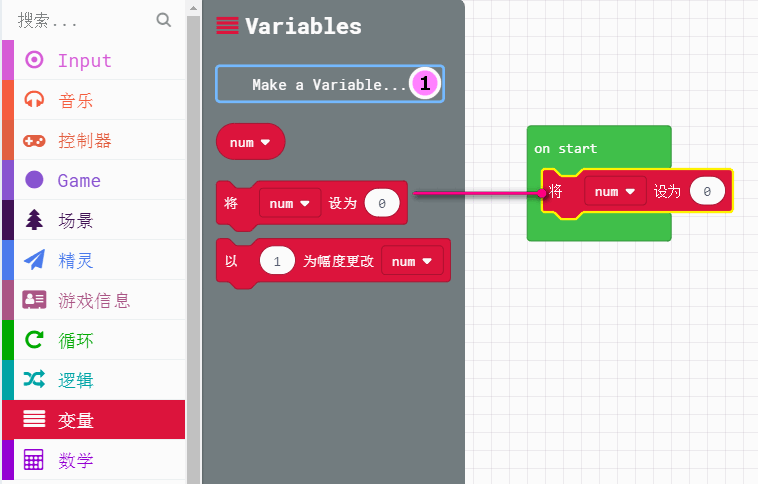 搜索...
Input
音乐
控制器
Game
场景
精灵
游戏信息
循环
逻辑
变量
数学
Variables
Make a Variable...
1
num
将 num 设为 0
以 1 为幅度更改 num
on start
将 num 设为 0